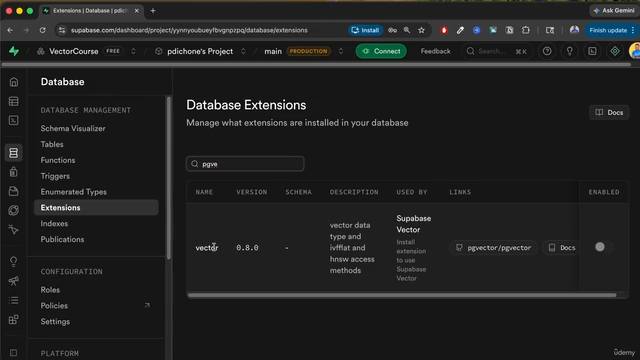 Extensions | Database | pdich
Ask Gemini
supabase.com/dashboard/project/yynnyoubueyfbvgnpzpq/database/extensions
Install
Finish update
VectorCourse FREE pdichone's Project main PRODUCTION Connect Feedback Search... ⌘K
Database
DATABASE MANAGEMENT
Schema Visualizer
Tables
Functions
Triggers
Enumerated Types
Extensions
Indexes
Publications
CONFIGURATION
Roles
Policies
Settings
PLATFORM
Database Extensions
Manage what extensions are installed in your database
Docs
pgve
NAME VERSION SCHEMA DESCRIPTION USED BY LINKS ENABLED
vector 0.8.0 -
vector data
type and
ivfflat and
hnsw access
methods
Supabase
Vector
Install
extension
to use
Supabase
Vector
pgvector/pgvector Docs
udemy